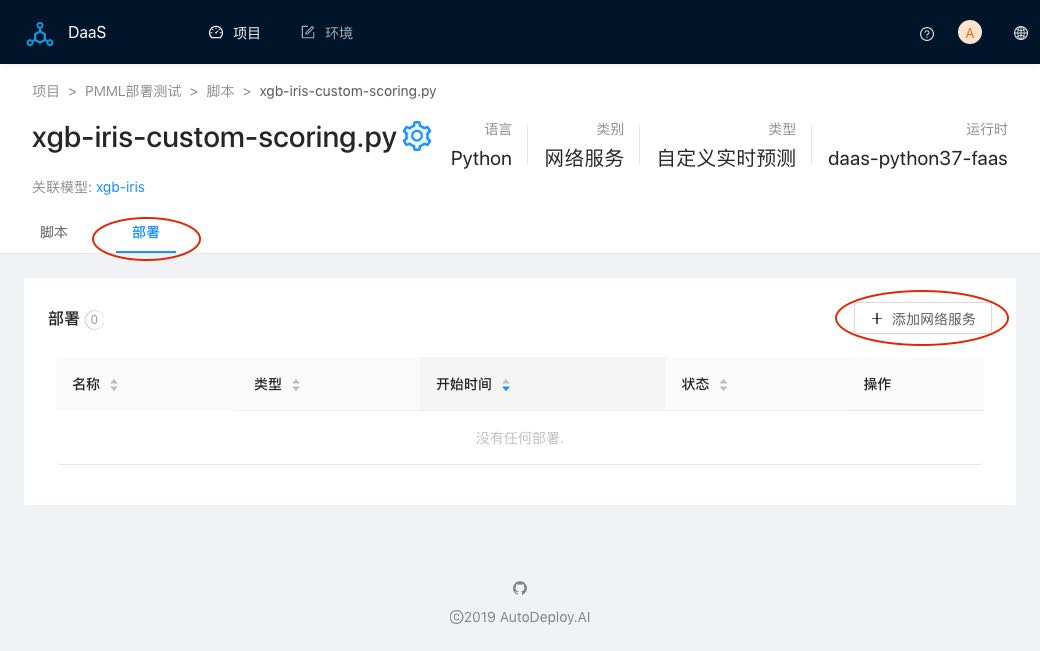 DaaS 项目 环境 A
项目 > PMML部署测试 > 脚本 > xgb-iris-custom-scoring.py
xgb-iris-custom-scoring.py
语言 类别 类型 运行时
Python 网络服务 自定义实时预测 daas-python37-faas
关联模型: xgb-iris
脚本 部署
部署 0 + 添加网络服务
名称 类型 开始时间 状态 操作
没有任何部署.
©2019 AutoDeploy.AI